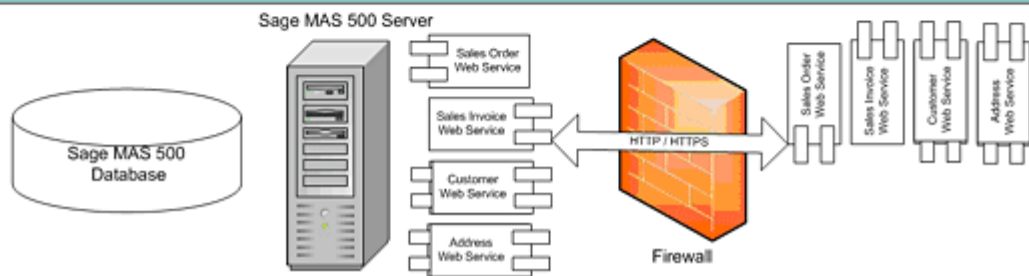 Sage MAS 500 Server
Sage MAS 500
Database
Sales Order
Web Service
Sales Invoice
Web Service
Customer
Web Service
Address
Web Service
HTTP / HTTPS
Firewall
Sales Order
Web Service
Sales Invoice
Web Service
Customer
Web Service
Address
Web Service